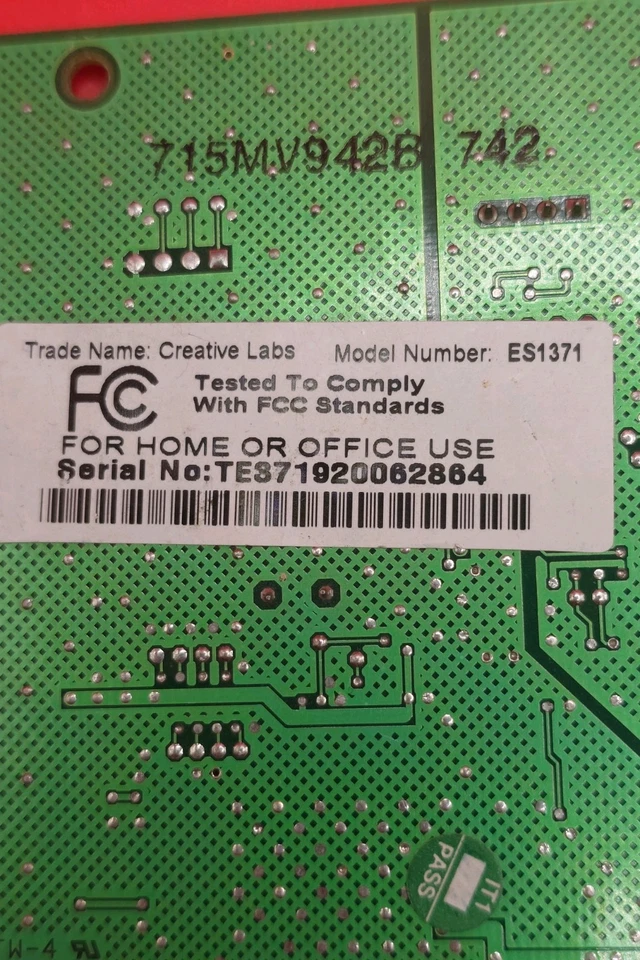 715MV942B 742
Trade Name: Creative Labs Model Number: ES1371
FC Tested To Comply
With FCC Standards
FOR HOME OR OFFICE USE
Serial No:TE371920062864
IT1
PASS
W-4